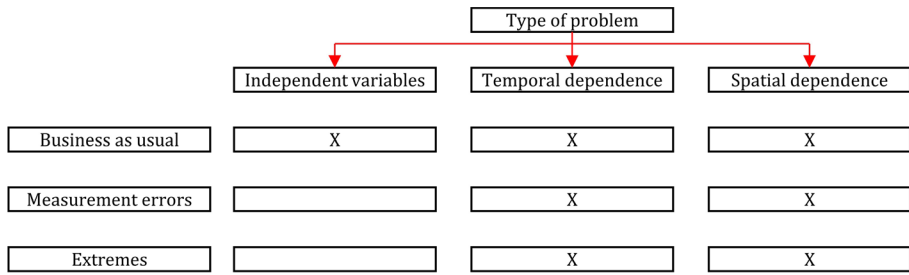 Type of problem
Independent variables Temporal dependence Spatial dependence
Business as usual X X X
Measurement errors X X
Extremes X X